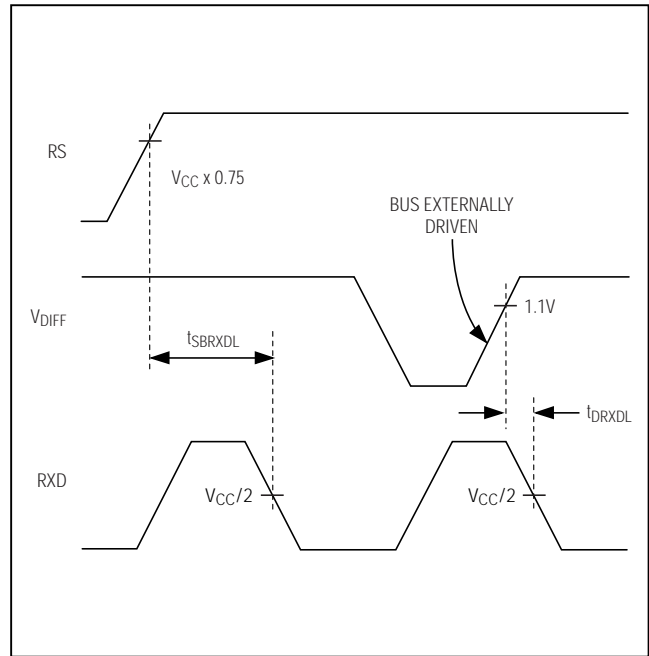 RS
VCC x 0.75
BUS EXTERNALLY
DRIVEN
VDIFF
1.1V
tSBRXDL
tDRXDL
RXD
VCC/2
VCC/2